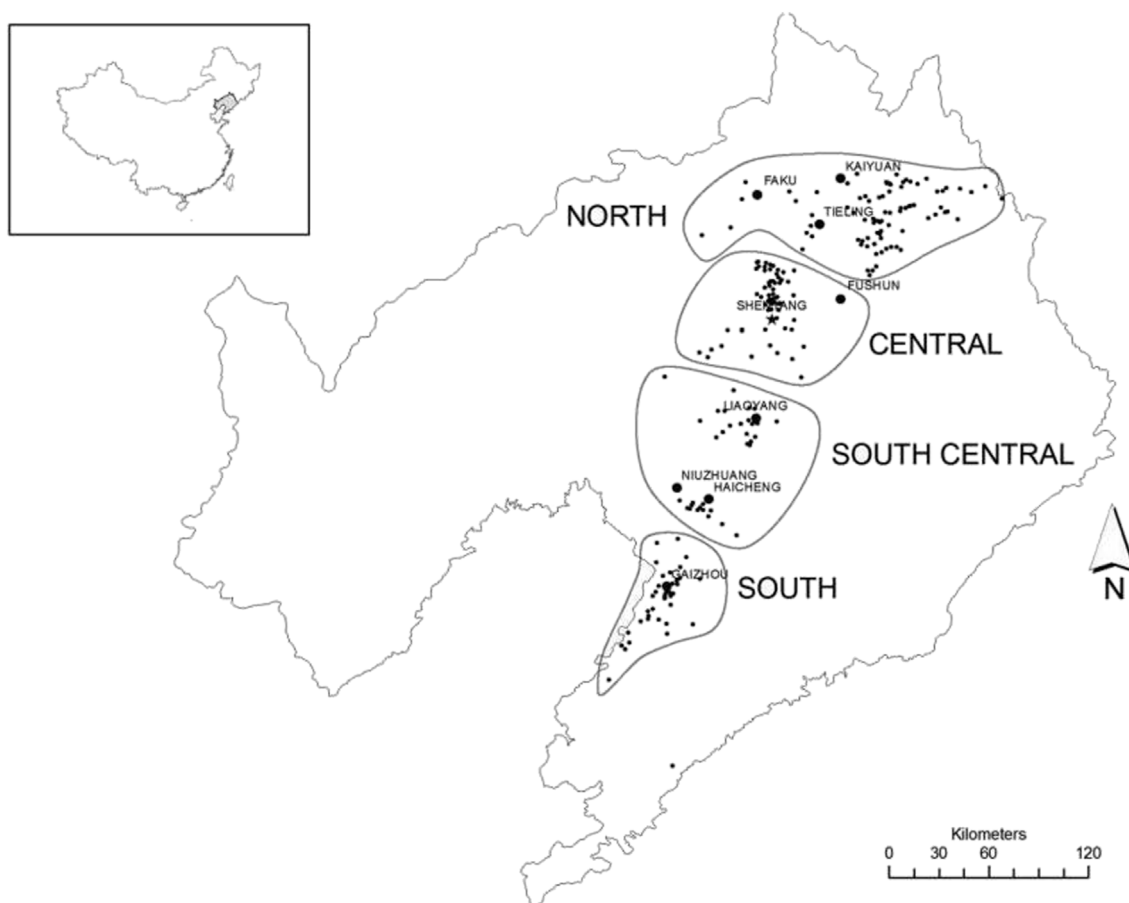 KAIYUAN
FAKU
NORTH
TIELING
FUSHUN
SHENYANG
CENTRAL
LIAOYANG
SOUTH CENTRAL
NIUZHUANG
HAICHENG
GAIZHOU
SOUTH
N
Kilometers
0 30 60 120